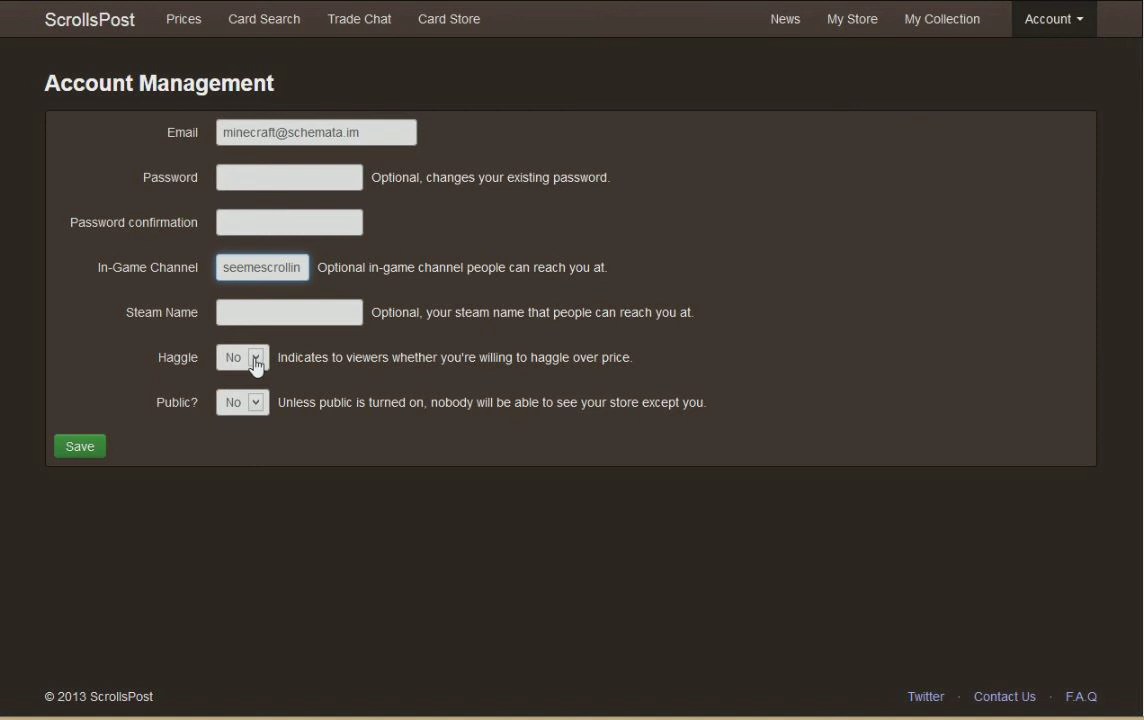 ScrollsPost Prices Card Search Trade Chat Card Store News My Store My Collection Account
Account Management
Email minecraft@schemata.im
Password Optional, changes your existing password.
Password confirmation
In-Game Channel seemescrollin Optional in-game channel people can reach you at.
Steam Name Optional, your steam name that people can reach you at.
Haggle No Indicates to viewers whether you're willing to haggle over price.
Public? No Unless public is turned on, nobody will be able to see your store except you.
Save
© 2013 ScrollsPost Twitter · Contact Us · F.A.Q